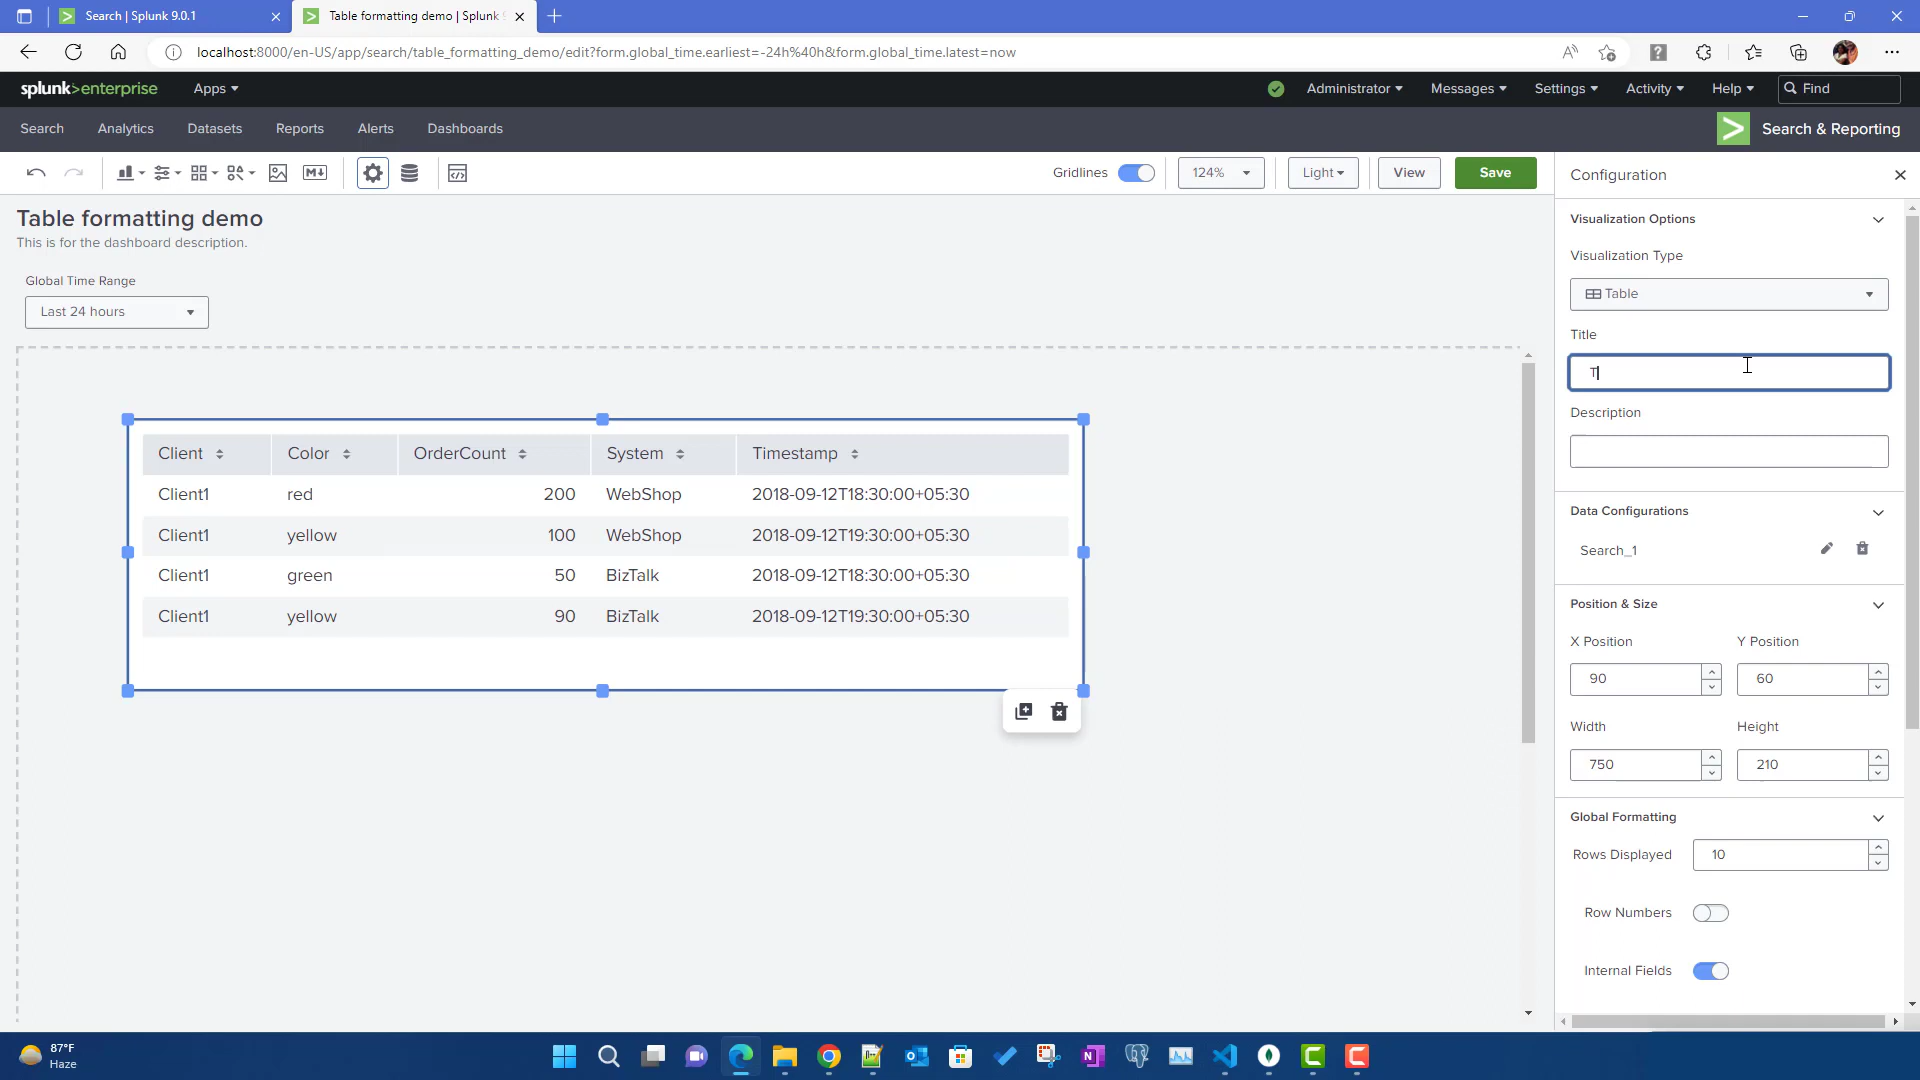 Search | Splunk 9.0.1
Table formatting demo | Splunk
localhost:8000/en-US/app/search/table_formatting_demo/edit?form.global_time.earliest=-24h%40h&form.global_time.latest=now
splunk>enterprise Apps Administrator Messages Settings Activity Help Find
Search Analytics Datasets Reports Alerts Dashboards Search & Reporting
Gridlines 124% Light View Save
Configuration
Table formatting demo
This is for the dashboard description.
Global Time Range
Last 24 hours
Client Color OrderCount System Timestamp
Client1 red 200 WebShop 2018-09-12T18:30:00+05:30
Client1 yellow 100 WebShop 2018-09-12T19:30:00+05:30
Client1 green 50 BizTalk 2018-09-12T18:30:00+05:30
Client1 yellow 90 BizTalk 2018-09-12T19:30:00+05:30
Visualization Options
Visualization Type
Table
Title
T
Description
Data Configurations
Search_1
Position & Size
X Position Y Position
90 60
Width Height
750 210
Global Formatting
Rows Displayed 10
Row Numbers
Internal Fields
87°F
Haze